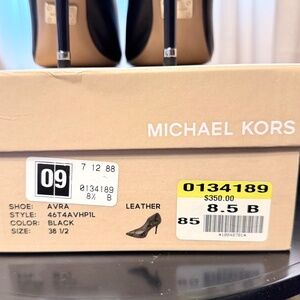 MICHAEL KORS
7 12 88
09
0134189
8½ B
SHOE: AVRA
STYLE: 46T4AVHP1L
COLOR: BLACK
SIZE: 38 1/2
LEATHER
0134189
$350.00
8.5 B
85